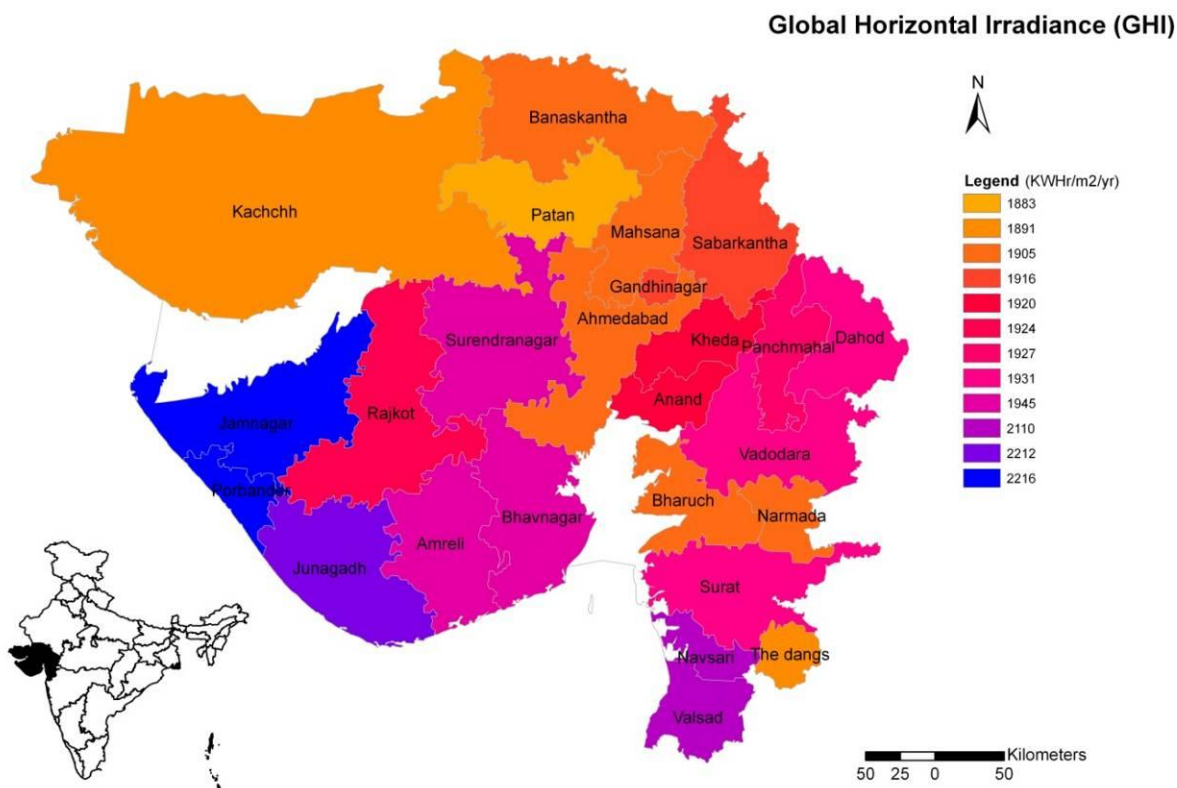 Global Horizontal Irradiance (GHI)
N
Legend (KWHr/m2/yr)
1883
1891
1905
1916
1920
1924
1927
1931
1945
2110
2212
2216
Banaskantha
Kachchh
Patan
Mahsana
Sabarkantha
Gandhinagar
Ahmedabad
Surendranagar
Kheda
Panchmahal
Dahod
Rajkot
Anand
Jamnagar
Vadodara
Porbander
Bharuch
Narmada
Bhavnagar
Amreli
Junagadh
Surat
Navsari
The dangs
Valsad
Kilometers
50 25 0 50